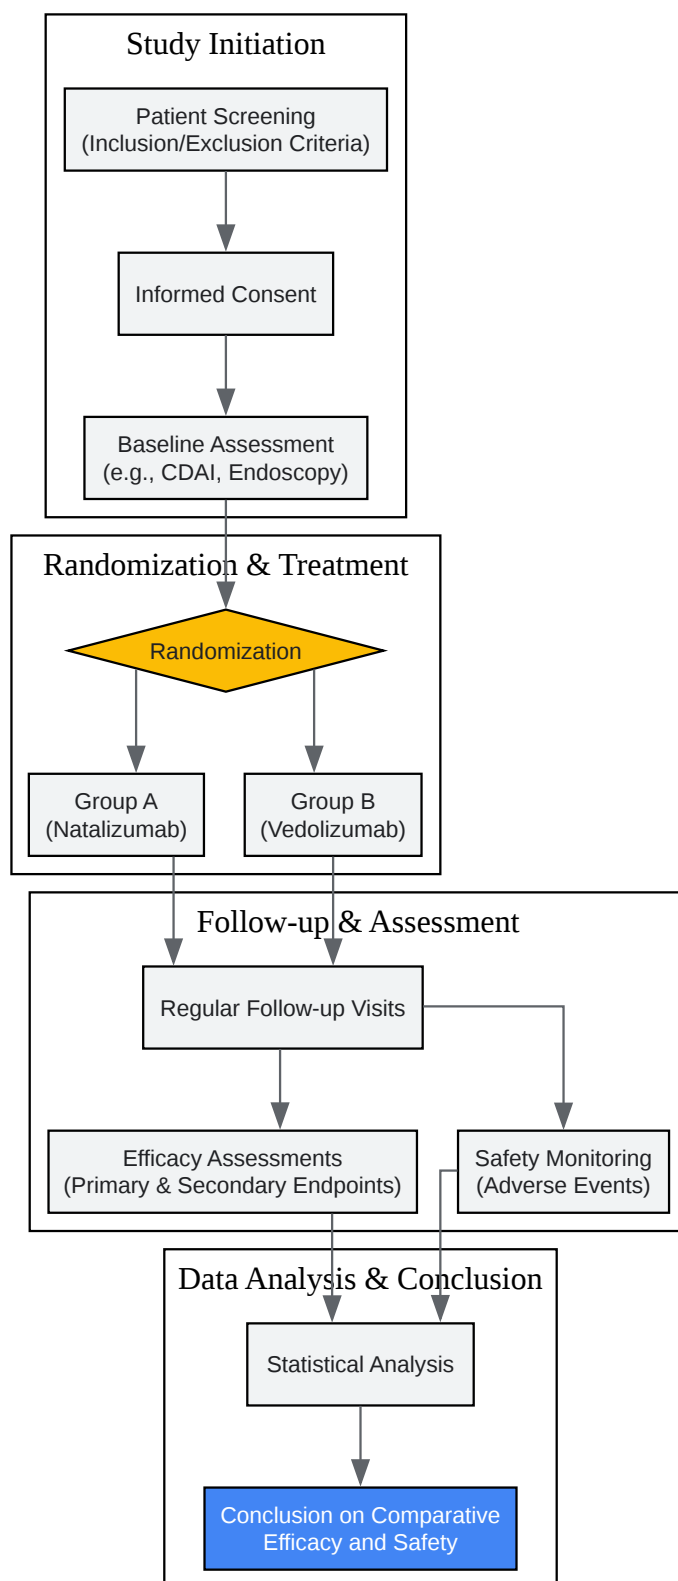 Study Initiation
Patient Screening
(Inclusion/Exclusion Criteria)
Informed Consent
Baseline Assessment
(e.g., CDAI, Endoscopy)
Randomization & Treatment
Randomization
Group A
(Natalizumab)
Group B
(Vedolizumab)
Follow-up & Assessment
Regular Follow-up Visits
Efficacy Assessments
(Primary & Secondary Endpoints)
Safety Monitoring
(Adverse Events)
Data Analysis & Conclusion
Statistical Analysis
Conclusion on Comparative
Efficacy and Safety